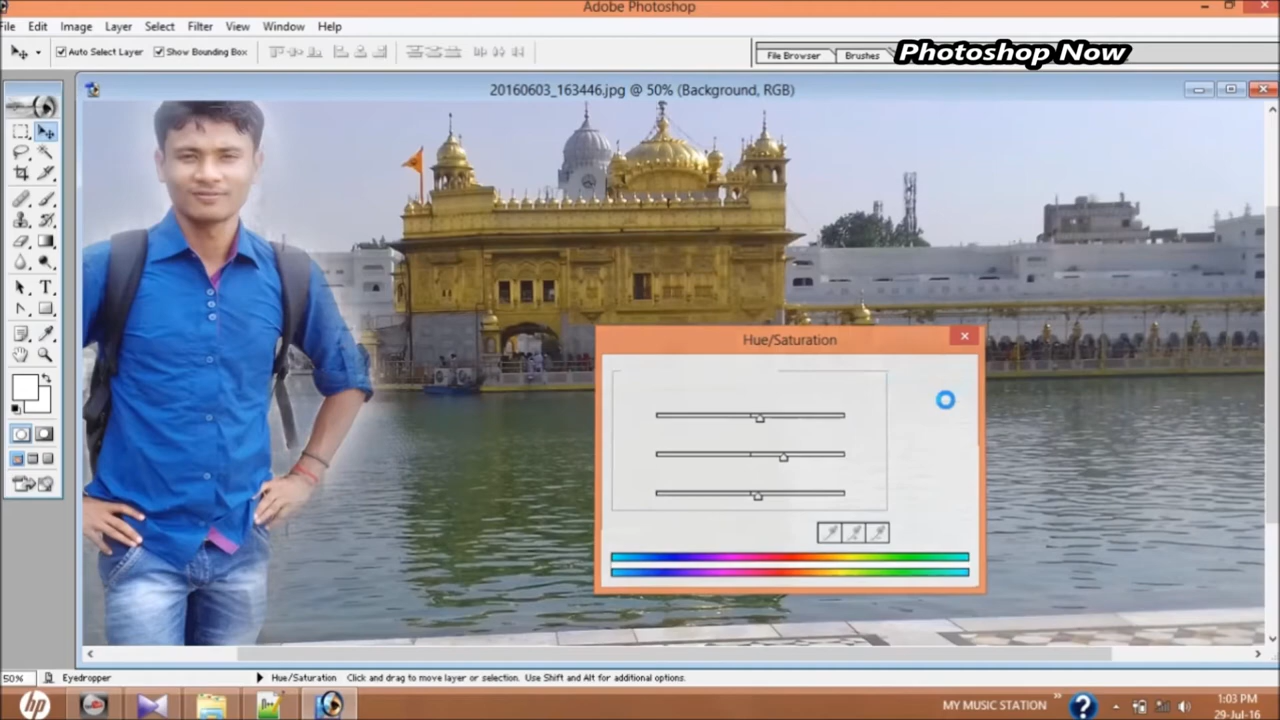 Adobe Photoshop
File Edit Image Layer Select Filter View Window Help
Auto Select Layer Show Bounding Box
File Browser Brushes
Photoshop Now
20160603_163446.jpg @ 50% (Background, RGB)
Hue/Saturation
50% Eyedropper Hue/Saturation Click and drag to move layer or selection. Use Shift and Alt for additional options.
hp
MY MUSIC STATION
1:03 PM
29-Jul-16